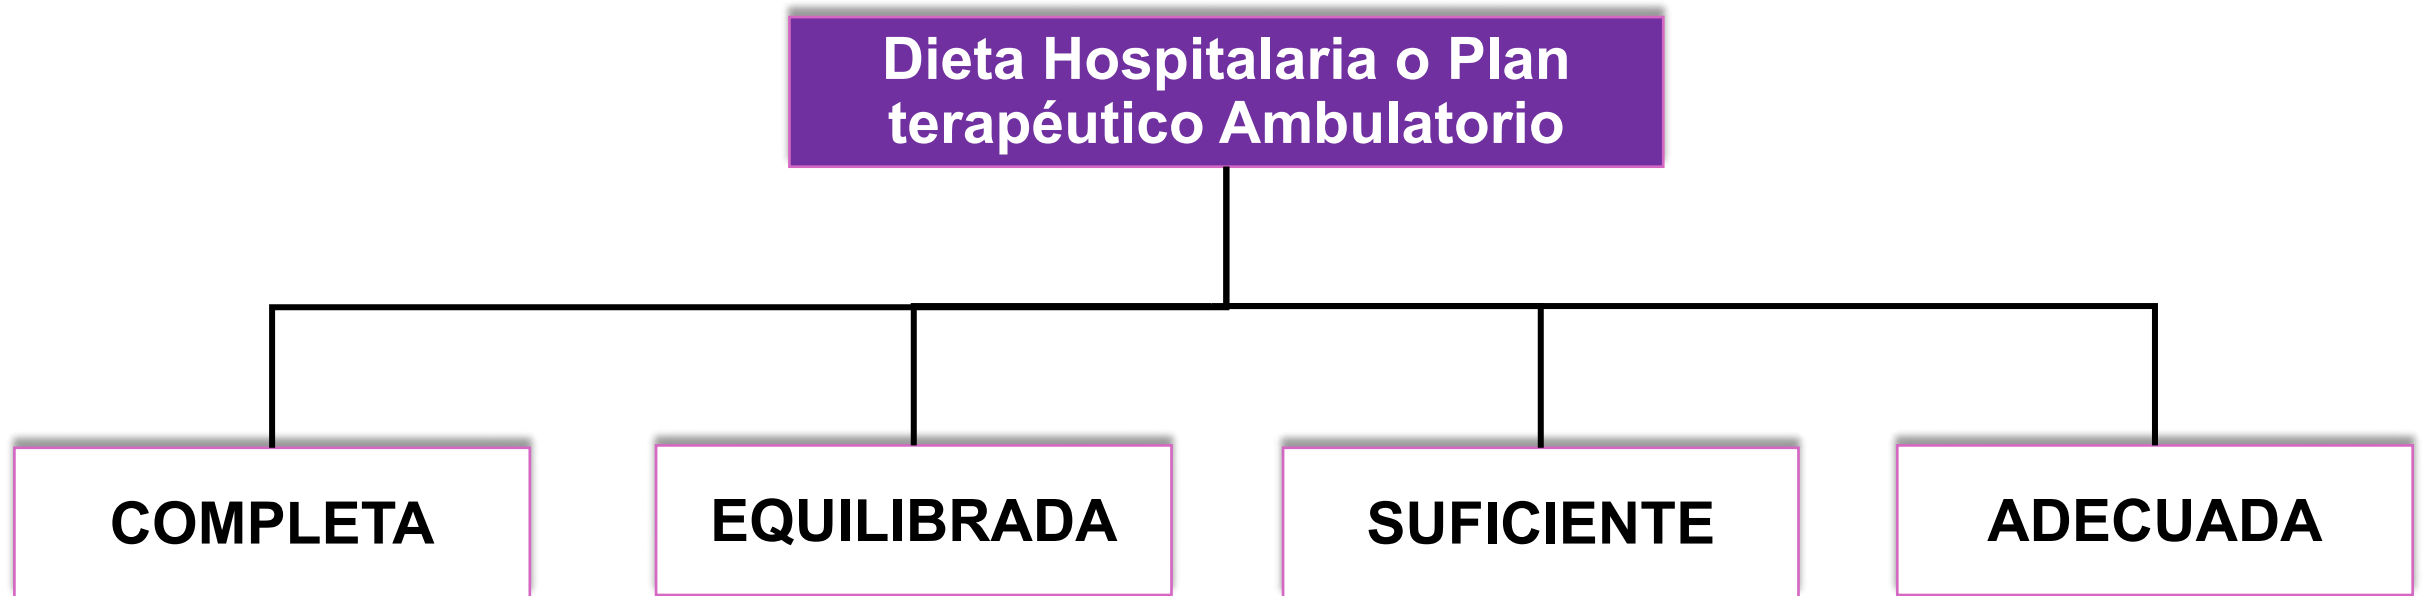 Dieta Hospitalaria o Plan
terapéutico Ambulatorio
COMPLETA
EQUILIBRADA
SUFICIENTE
ADECUADA